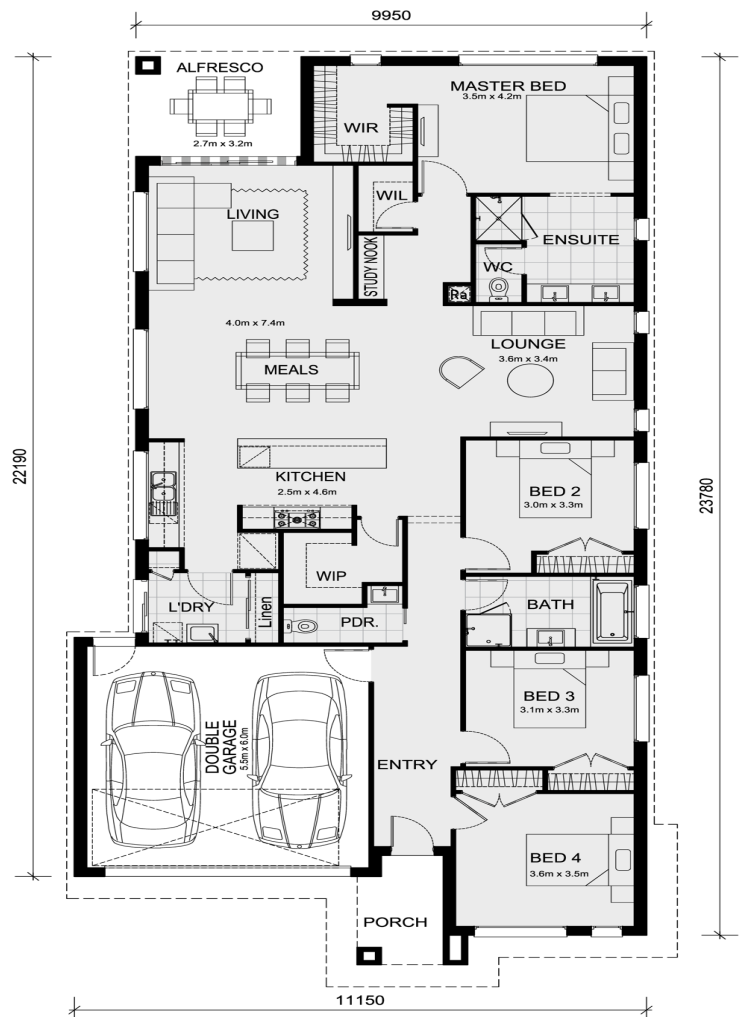 9950
ALFRESCO
2.7m x 3.2m
MASTER BED
3.5m x 4.2m
WIR
WIL
LIVING
STUDY NOOK
ENSUITE
WC
Ra
4.0m x 7.4m
LOUNGE
3.6m x 3.4m
MEALS
22190
23780
KITCHEN
2.5m x 4.6m
BED 2
3.0m x 3.3m
WIP
L'DRY
Linen
PDR.
BATH
BED 3
3.1m x 3.3m
DOUBLE
GARAGE
5.5m x 6.0m
ENTRY
BED 4
3.6m x 3.5m
PORCH
11150